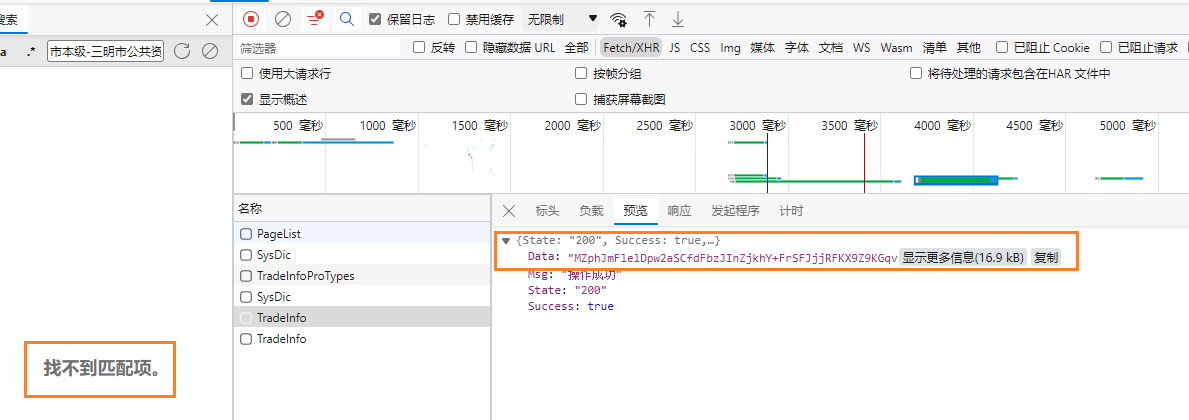 搜索
保留日志
禁用缓存
无限制
a
.*
市本级-三明市公共资
筛选器
反转
隐藏数据 URL
全部
Fetch/XHR
JS
CSS
Img
媒体
字体
文档
WS
Wasm
清单
其他
已阻止 Cookie
已阻止请求
使用大请求行
按帧分组
将待处理的请求包含在HAR 文件中
显示概述
捕获屏幕截图
500 毫秒
1000 毫秒
1500 毫秒
2000 毫秒
2500 毫秒
3000 毫秒
3500 毫秒
4000 毫秒
4500 毫秒
5000 毫秒
名称
标头
负载
预览
响应
发起程序
计时
PageList
SysDic
TradeInfoProTypes
SysDic
TradeInfo
TradeInfo
{State: "200", Success: true,…}
Data: "MZphJmFle1Dpw2aSCfdFbzJInZjkhY+FrSFJjjRFKX9Z9KGqv
显示更多信息(16.9 kB)
复制
Msg: "操作成功"
State: "200"
Success: true
找不到匹配项。